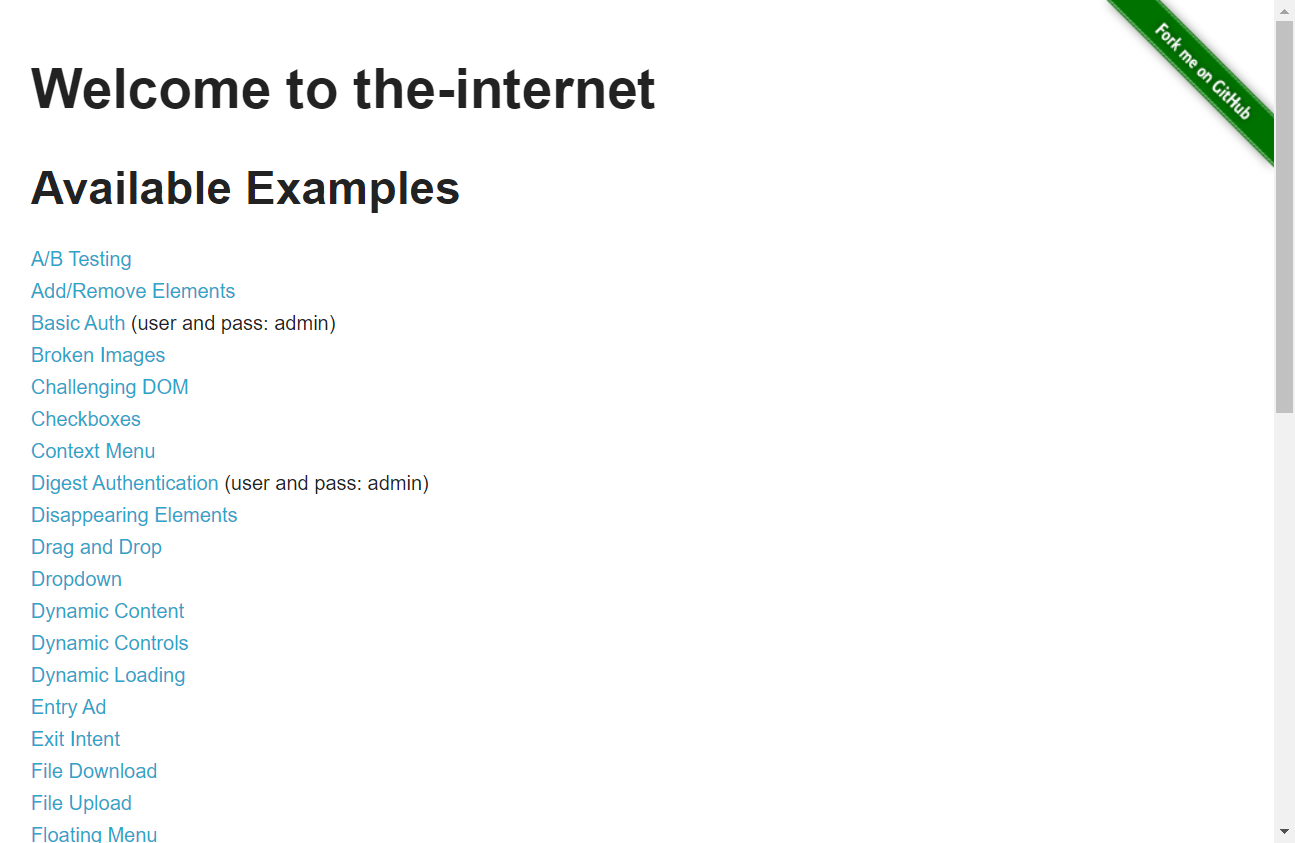 Fork me on GitHub
Welcome to the-internet
Available Examples
A/B Testing
Add/Remove Elements
Basic Auth (user and pass: admin)
Broken Images
Challenging DOM
Checkboxes
Context Menu
Digest Authentication (user and pass: admin)
Disappearing Elements
Drag and Drop
Dropdown
Dynamic Content
Dynamic Controls
Dynamic Loading
Entry Ad
Exit Intent
File Download
File Upload
Floating Menu